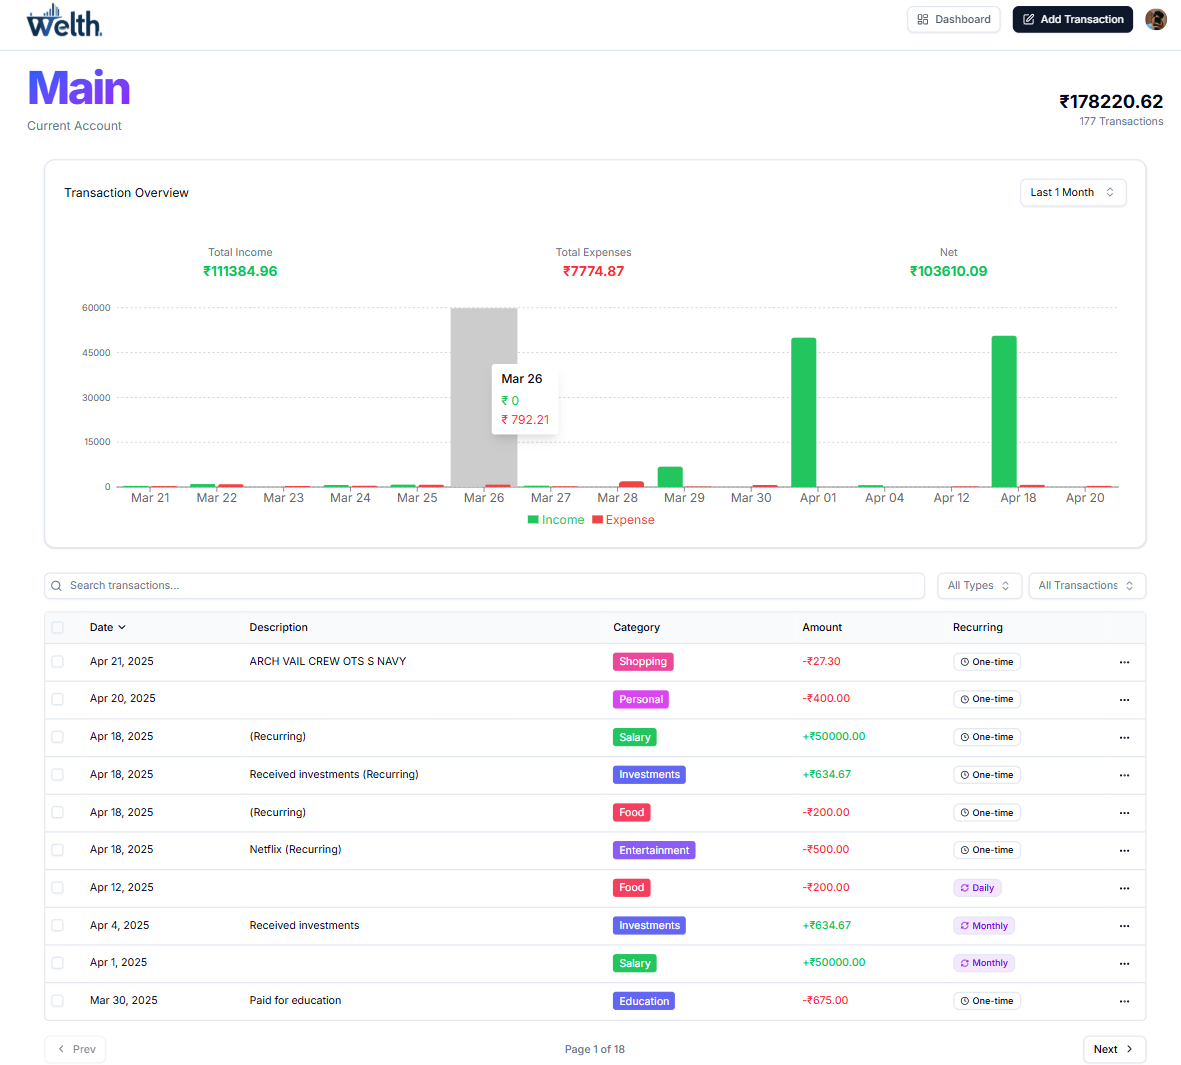 Welth.
Dashboard
Add Transaction
Main
Current Account
₹178220.62
177 Transactions
Transaction Overview
Last 1 Month
Total Income
₹111384.96
Total Expenses
₹7774.87
Net
₹103610.09
60000
45000
30000
15000
0
Mar 26
₹ 0
₹ 792.21
Mar 21 Mar 22 Mar 23 Mar 24 Mar 25 Mar 26 Mar 27 Mar 28 Mar 29 Mar 30 Apr 01 Apr 04 Apr 12 Apr 18 Apr 20
Income Expense
Search transactions...
All Types
All Transactions
Date Description Category Amount Recurring
Apr 21, 2025 ARCH VAIL CREW OTS S NAVY Shopping -₹27.30 One-time
Apr 20, 2025 Personal -₹400.00 One-time
Apr 18, 2025 (Recurring) Salary +₹50000.00 One-time
Apr 18, 2025 Received investments (Recurring) Investments +₹634.67 One-time
Apr 18, 2025 (Recurring) Food -₹200.00 One-time
Apr 18, 2025 Netflix (Recurring) Entertainment -₹500.00 One-time
Apr 12, 2025 Food -₹200.00 Daily
Apr 4, 2025 Received investments Investments +₹634.67 Monthly
Apr 1, 2025 Salary +₹50000.00 Monthly
Mar 30, 2025 Paid for education Education -₹675.00 One-time
Prev
Page 1 of 18
Next